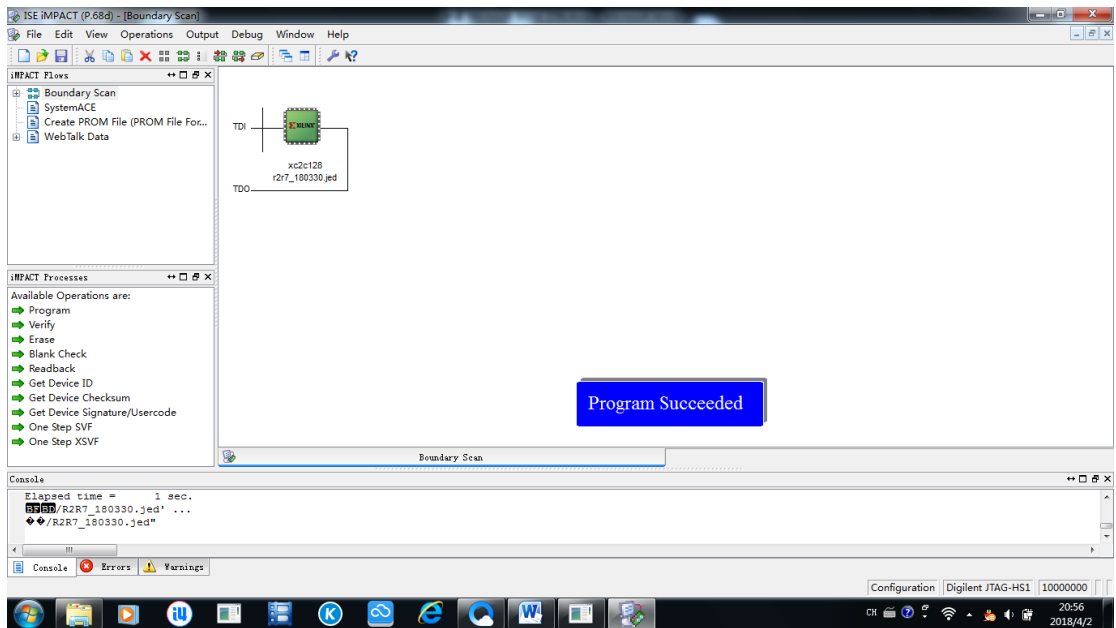 ISE iMPACT (P.68d) - [Boundary Scan]
File Edit View Operations Output Debug Window Help
iMPACT Flows
Boundary Scan
SystemACE
Create PROM File (PROM File For...
WebTalk Data
TDI
XILINX
xc2c128
r2r7_180330.jed
TDO
iMPACT Processes
Available Operations are:
Program
Verify
Erase
Blank Check
Readback
Get Device ID
Get Device Checksum
Get Device Signature/Usercode
One Step SVF
One Step XSVF
Program Succeeded
Boundary Scan
Console
Elapsed time =      1 sec.
BFBD/R2R7_180330.jed' ...
��/R2R7_180330.jed"
Console Errors Warnings
Configuration Digilent JTAG-HS1 10000000
CH 20:56
2018/4/2